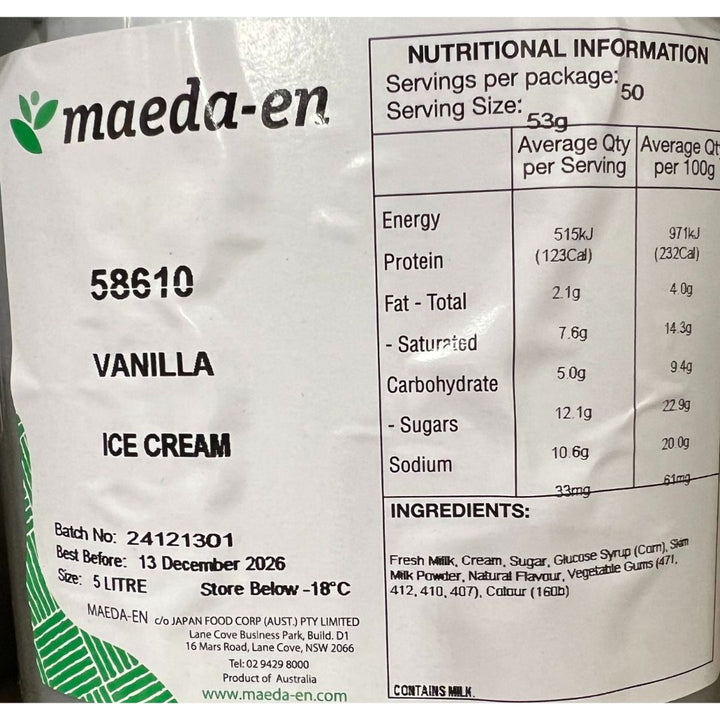 maeda-en
58610
VANILLA
ICE CREAM
Batch No: 24121301
Best Before: 13 December 2026
Size: 5 LITRE Store Below -18°C
MAEDA-EN c/o JAPAN FOOD CORP (AUST.) PTY LIMITED
Lane Cove Business Park, Build. D1
16 Mars Road, Lane Cove, NSW 2066
Tel: 02 9429 8000
Product of Australia
www.maeda-en.com
NUTRITIONAL INFORMATION
Servings per package: 50
Serving Size: 53g
Average Qty per Serving Average Qt per 100g
Energy 515kJ 971kJ
(123Cal) (232Cal)
Protein 2.1g 4.0g
Fat - Total 7.6g 14.3g
- Saturated 5.0g 9.4g
Carbohydrate 12.1g 22.9g
- Sugars 10.6g 20.0g
Sodium 33mg 61mg
INGREDIENTS:
Fresh Milk, Cream, Sugar, Glucose Syrup (Corn), Skim
Milk Powder, Natural Flavour, Vegetable Gums (471,
412, 410, 407), Colour (160b)
CONTAINS MILK.